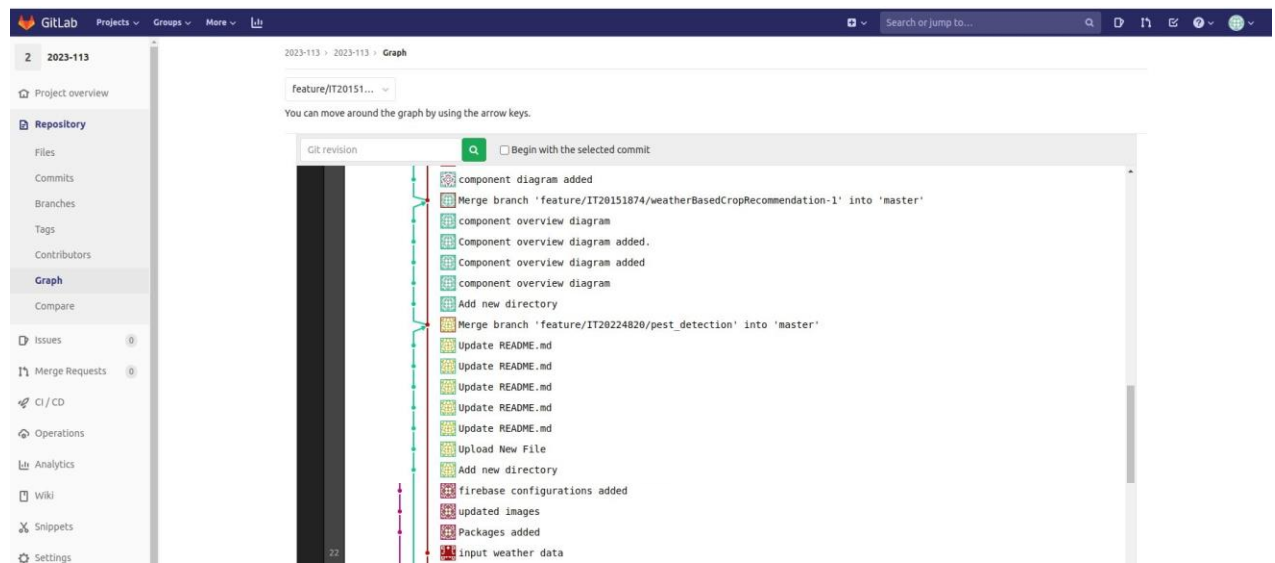 GitLab Projects Groups More Search or jump to...
2 2023-113
Project overview
Repository
Files
Commits
Branches
Tags
Contributors
Graph
Compare
Issues 0
Merge Requests 0
CI / CD
Operations
Analytics
Wiki
Snippets
Settings
2023-113 > 2023-113 > Graph
feature/IT20151...
You can move around the graph by using the arrow keys.
Git revision Begin with the selected commit
component diagram added
Merge branch 'feature/IT20151874/weatherBasedCropRecommendation-1' into 'master'
component overview diagram
Component overview diagram added.
Component overview diagram added
component overview diagram
Add new directory
Merge branch 'feature/IT20224820/pest_detection' into 'master'
Update README.md
Update README.md
Update README.md
Update README.md
Update README.md
Upload New File
Add new directory
firebase configurations added
updated images
Packages added
22 input weather data